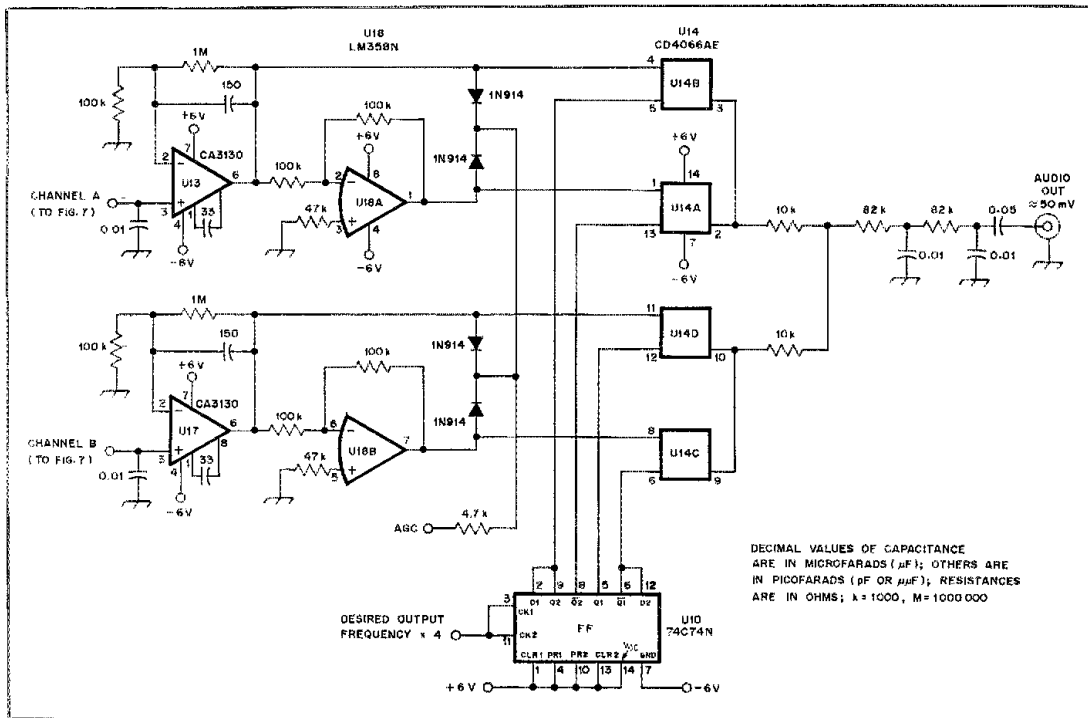 U18
LM358N
U14
CD4066AE
1M
150
100k
+6V
7
2
CA3130
U13
6
3
1
33
4
-6V
CHANNEL A
(TO FIG.7)
0.01
100k
100k
+6V
8
2
U18A
1
47k
3
4
-6V
1N914
1N914
4
U14B
5
3
+6V
14
1
U14A
13
7
2
-6V
10k
82k
82k
0.05
0.01
0.01
AUDIO
OUT
≈50 mV
1M
150
100k
+6V
7
2
CA3130
U17
6
8
3
1
33
4
-6V
CHANNEL B
(TO FIG.7)
0.01
100k
100k
6
U18B
7
47k
5
1N914
1N914
11
U14D
12
10
10k
8
U14C
6
9
AGC
4.7k
DECIMAL VALUES OF CAPACITANCE
ARE IN MICROFARADS (µF); OTHERS ARE
IN PICOFARADS (pF OR µµF); RESISTANCES
ARE IN OHMS; k=1000, M=1000 000
2 9 8 5 6 12
D1 Q2 Q̅2 Q1 Q̅1 D2
3
CK1
DESIRED OUTPUT
FREQUENCY × 4
11
CK2
FF
U10
74C74N
CLR1 PR1 PR2 CLR2 VCC GND
1 4 10 13 14 7
+6V
-6V